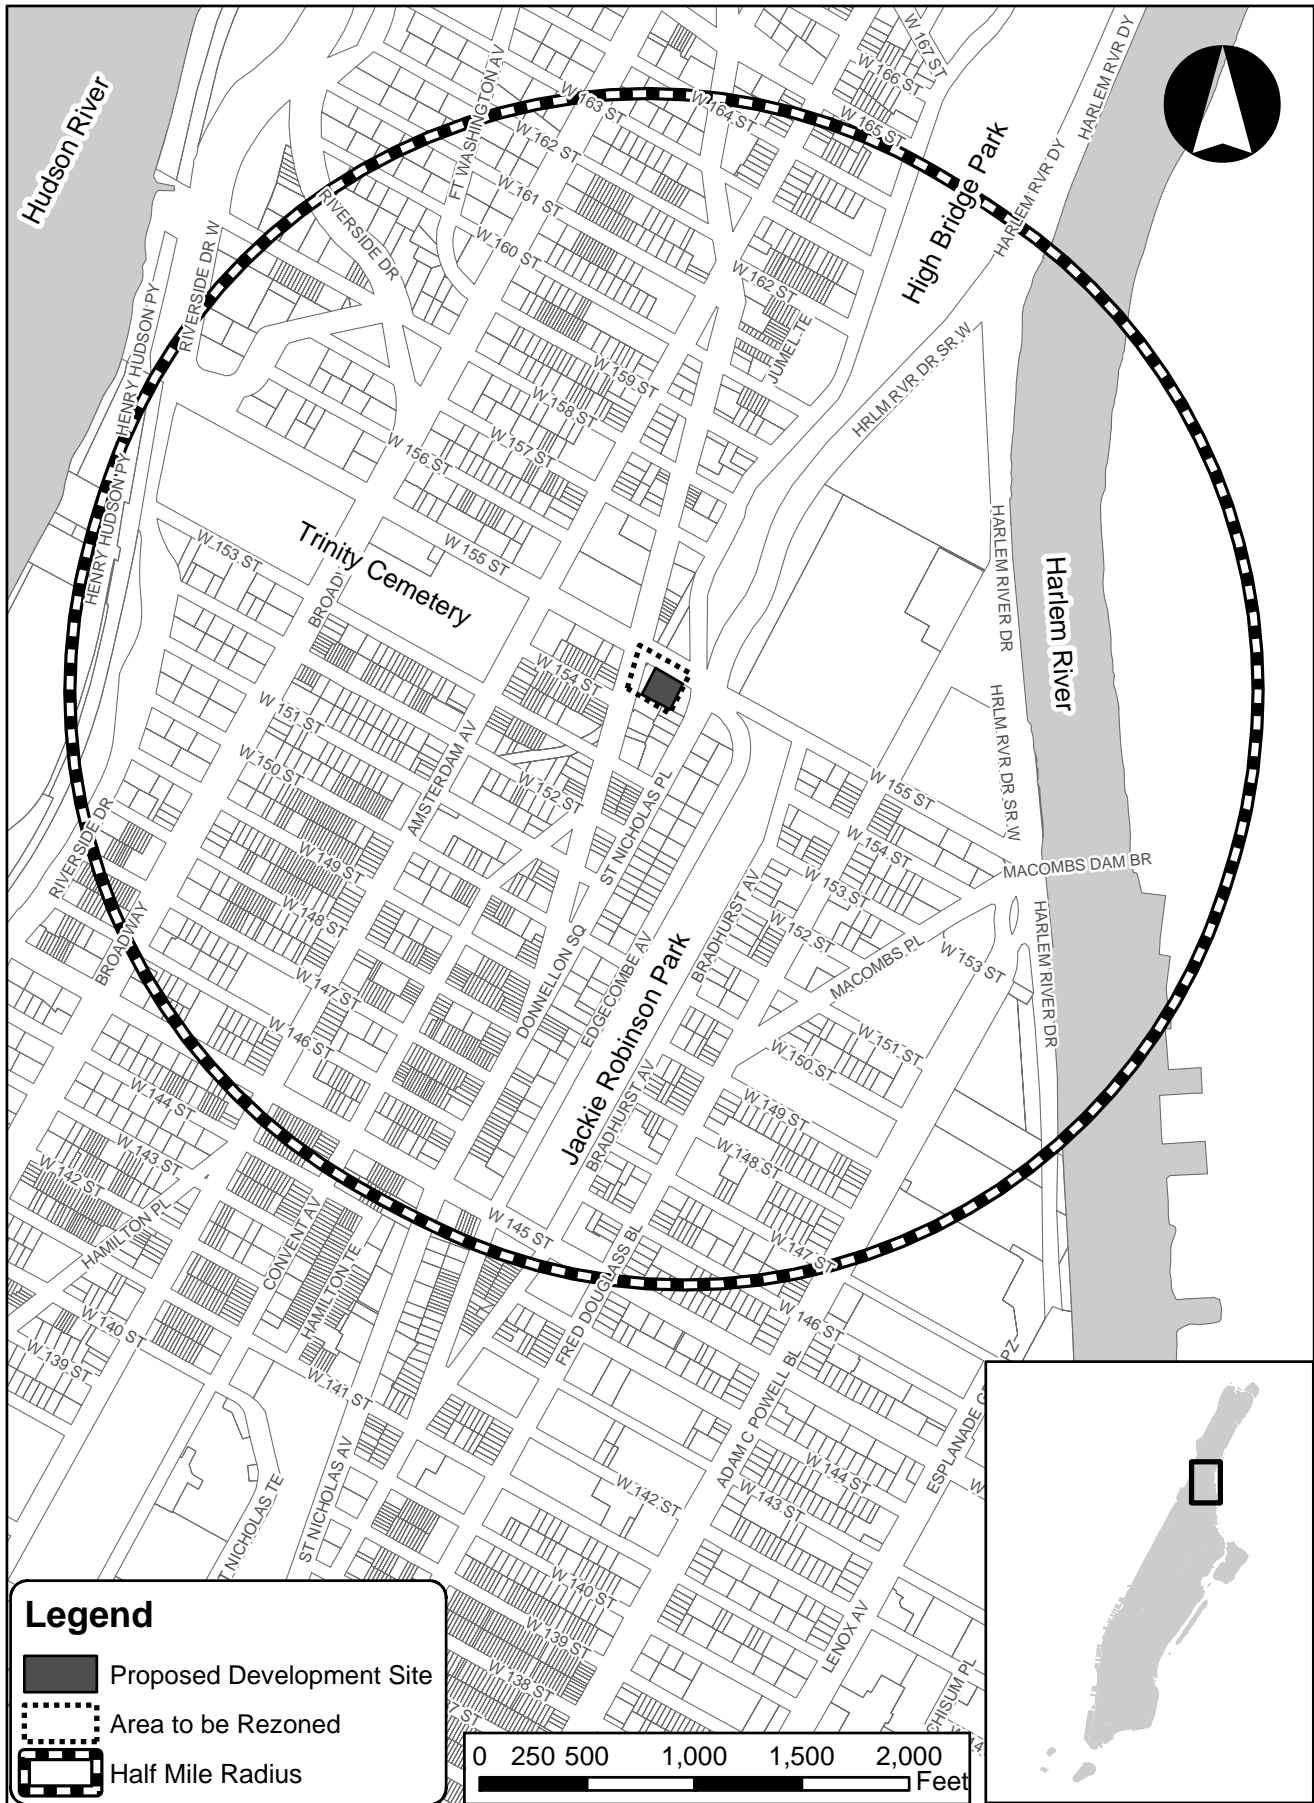 W 167 ST
HARLEM RVR DY
W 166 ST
FT WASHINGTON AV
W 163 ST
W 164 ST
W 165 ST
Hudson River
W 162 ST
High Bridge Park
HARLEM RVR DY
W 161 ST
RIVERSIDE DR
RIVERSIDE DR W
W 160 ST
W 162 ST
HENRY HUDSON PY
JUMEL TE
HRLM RVR DR SR W
W 159 ST
W 158 ST
W 157 ST
W 156 ST
HENRY HUDSON PY
Trinity Cemetery
W 155 ST
W 153 ST
HARLEM RIVER DR
Harlem River
W 154 ST
W 151 ST
AMSTERDAM AV
W 150 ST
W 152 ST
ST NICHOLAS PL
HRLM RVR DR SR W
W 155 ST
W 154 ST
MACOMBS DAM BR
RIVERSIDE DR
W 149 ST
W 153 ST
W 148 ST
BRADHURST AV
W 152 ST
BROADWAY
DONNELLON SQ
EDGECOMBE AV
Jackie Robinson Park
MACOMBS PL
W 153 ST
HARLEM RIVER DR
W 147 ST
W 146 ST
W 151 ST
W 150 ST
BRADHURST AV
W 144 ST
W 149 ST
W 143 ST
W 148 ST
W 142 ST
HAMILTON PL
CONVENT AV
W 145 ST
HAMILTON TE
FRED DOUGLASS BL
W 147 ST
W 140 ST
W 146 ST
W 139 ST
W 141 ST
ADAM C POWELL BL
W 144 ST
W 143 ST
W 142 ST
ST NICHOLAS AV
W 140 ST
W 139 ST
LENOX AV
W 138 ST
Legend
Proposed Development Site
Area to be Rezoned
Half Mile Radius
0 250 500 1,000 1,500 2,000
Feet